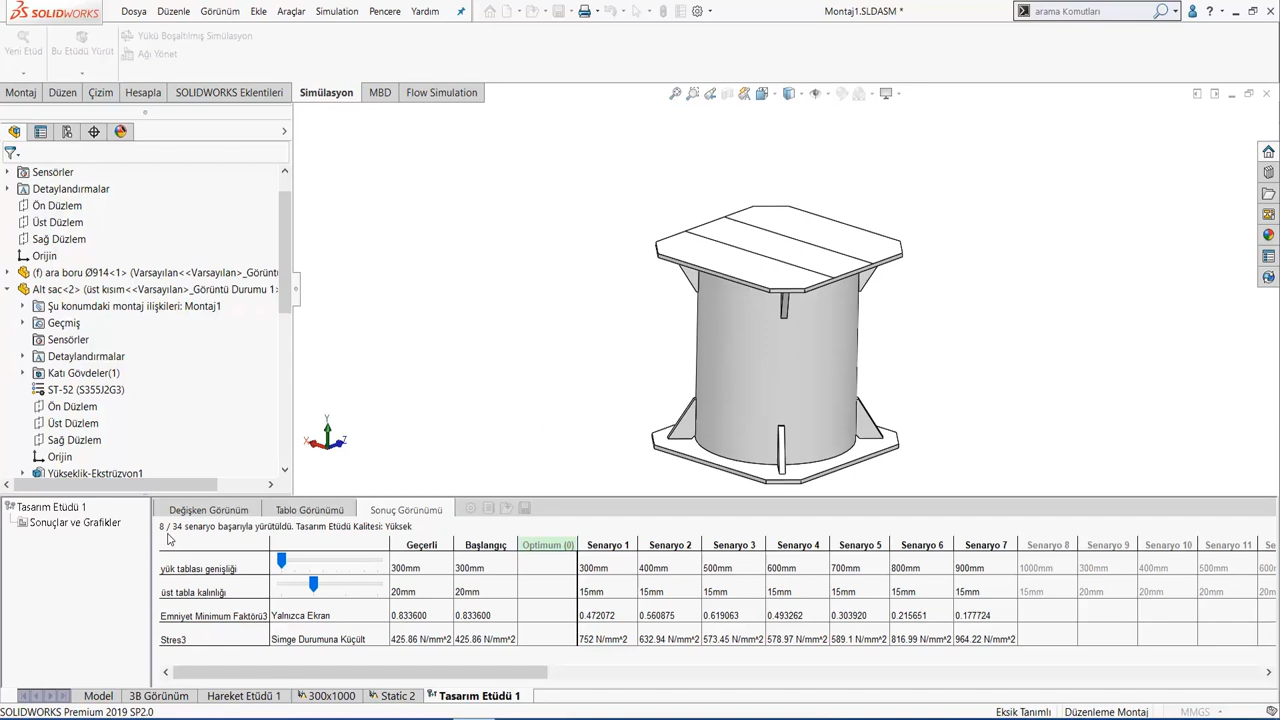 SOLIDWORKS Dosya Düzenle Görünüm Ekle Araçlar Simulation Pencere Yardım Montaj1.SLDASM * arama Komutları
Yeni Etüd Bu Etüdü Yürüt Yükü Boşaltılmış Simülasyon
Ağı Yönet
Montaj Düzen Çizim Hesapla SOLIDWORKS Eklentileri Simülasyon MBD Flow Simulation
Sensörler
Detaylandırmalar
Ön Düzlem
Üst Düzlem
Sağ Düzlem
Orijin
(f) ara boru Ø914<1> (Varsayılan<<Varsayılan>_Görüntü
Alt sac<2> (üst kısım<<Varsayılan>_Görüntü Durumu 1>
Şu konumdaki montaj ilişkileri: Montaj1
Geçmiş
Sensörler
Detaylandırmalar
Katı Gövdeler(1)
ST-52 (S355J2G3)
Ön Düzlem
Üst Düzlem
Sağ Düzlem
Orijin
Yükseklik-Ekstrüzyon1
Y
X Z
Tasarım Etüdü 1
Sonuçlar ve Grafikler
Değişken Görünüm Tablo Görünümü Sonuç Görünümü
8 / 34 senaryo başarıyla yürütüldü. Tasarım Etüdü Kalitesi: Yüksek
Geçerli Başlangıç Optimum (0) Senaryo 1 Senaryo 2 Senaryo 3 Senaryo 4 Senaryo 5 Senaryo 6 Senaryo 7 Senaryo 8 Senaryo 9 Senaryo 10 Senaryo 11 Se
yük tablası genişliği 300mm 300mm 300mm 400mm 500mm 600mm 700mm 800mm 900mm 1000mm 300mm 400mm 500mm 600
üst tabla kalınlığı 20mm 20mm 15mm 15mm 15mm 15mm 15mm 15mm 15mm 15mm 20mm 20mm 20mm 20m
Emniyet Minimum Faktörü3 Yalnızca Ekran 0.833600 0.833600 0.472072 0.560875 0.619063 0.493262 0.303920 0.215651 0.177724
Stres3 Simge Durumuna Küçült 425.86 N/mm^2 425.86 N/mm^2 752 N/mm^2 632.94 N/mm^2 573.45 N/mm^2 578.97 N/mm^2 589.1 N/mm^2 816.99 N/mm^2 964.22 N/mm^2
Model 3B Görünüm Hareket Etüdü 1 300x1000 Static 2 Tasarım Etüdü 1
SOLIDWORKS Premium 2019 SP2.0 Eksik Tanımlı Düzenleme Montaj MMGS